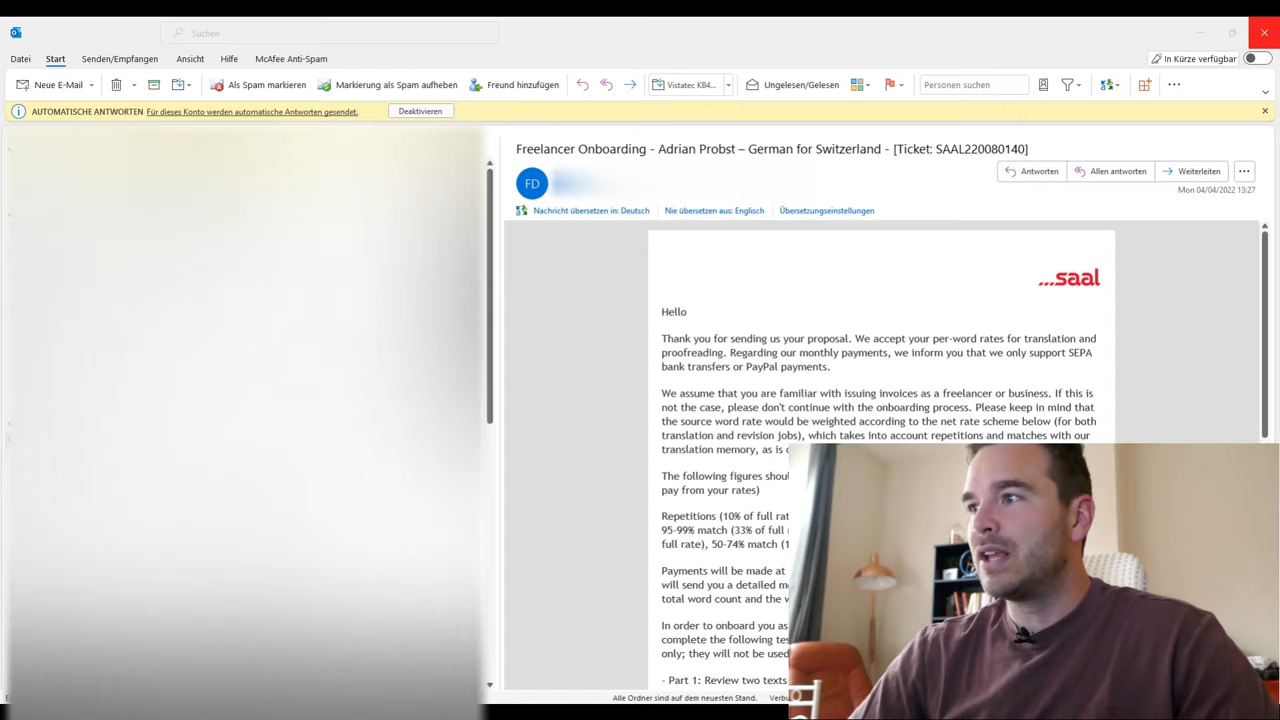 Suchen
Datei Start Senden/Empfangen Ansicht Hilfe McAfee Anti-Spam In Kürze verfügbar
Neue E-Mail Als Spam markieren Markierung als Spam aufheben Freund hinzufügen Vistatec KB4... Ungelesen/Gelesen Personen suchen
AUTOMATISCHE ANTWORTEN Für dieses Konto werden automatische Antworten gesendet. Deaktivieren
Freelancer Onboarding - Adrian Probst – German for Switzerland - [Ticket: SAAL220080140]
FD
Antworten Allen antworten Weiterleiten
Mon 04/04/2022 13:27
Nachricht übersetzen in: Deutsch Nie übersetzen aus: Englisch Übersetzungseinstellungen
...saal
Hello
Thank you for sending us your proposal. We accept your per-word rates for translation and
proofreading. Regarding our monthly payments, we inform you that we only support SEPA
bank transfers or PayPal payments.
We assume that you are familiar with issuing invoices as a freelancer or business. If this is
not the case, please don't continue with the onboarding process. Please keep in mind that
the source word rate would be weighted according to the net rate scheme below (for both
translation and revision jobs), which takes into account repetitions and matches with our
translation memory, as is
The following figures
pay from your rates)
Repetitions (10% of full
95-99% match (33% of full
full rate), 50-74% match
Payments will be made at
will send you a detailed
total word count and the
In order to onboard you as
complete the following
only; they will not be used
- Part 1: Review two texts
Alle Ordner sind auf dem neuesten Stand.